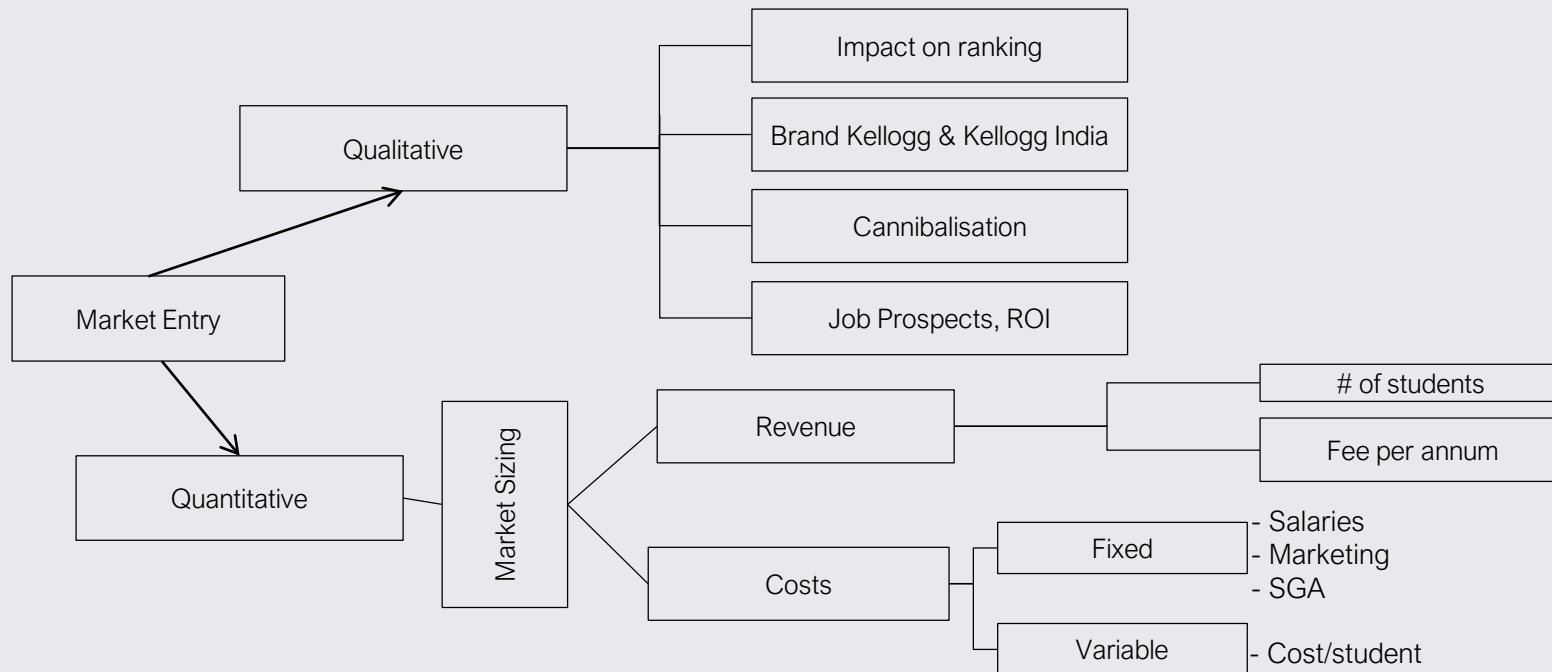 Impact on ranking
Qualitative
Brand Kellogg & Kellogg India
Cannibalisation
Job Prospects, ROI
Market Entry
Quantitative
Market Sizing
Revenue
# of students
Fee per annum
Costs
Fixed
- Salaries
- Marketing
- SGA
Variable
- Cost/student